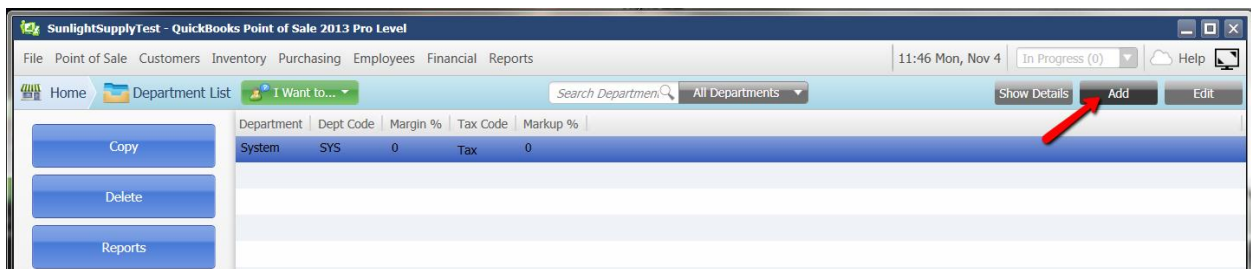 SunlightSupplyTest - QuickBooks Point of Sale 2013 Pro Level
File Point of Sale Customers Inventory Purchasing Employees Financial Reports 11:46 Mon, Nov 4 In Progress (0) Help
Home Department List I Want to... Search Departmen All Departments Show Details Add Edit
Department Dept Code Margin % Tax Code Markup %
System SYS 0 Tax 0
Copy
Delete
Reports